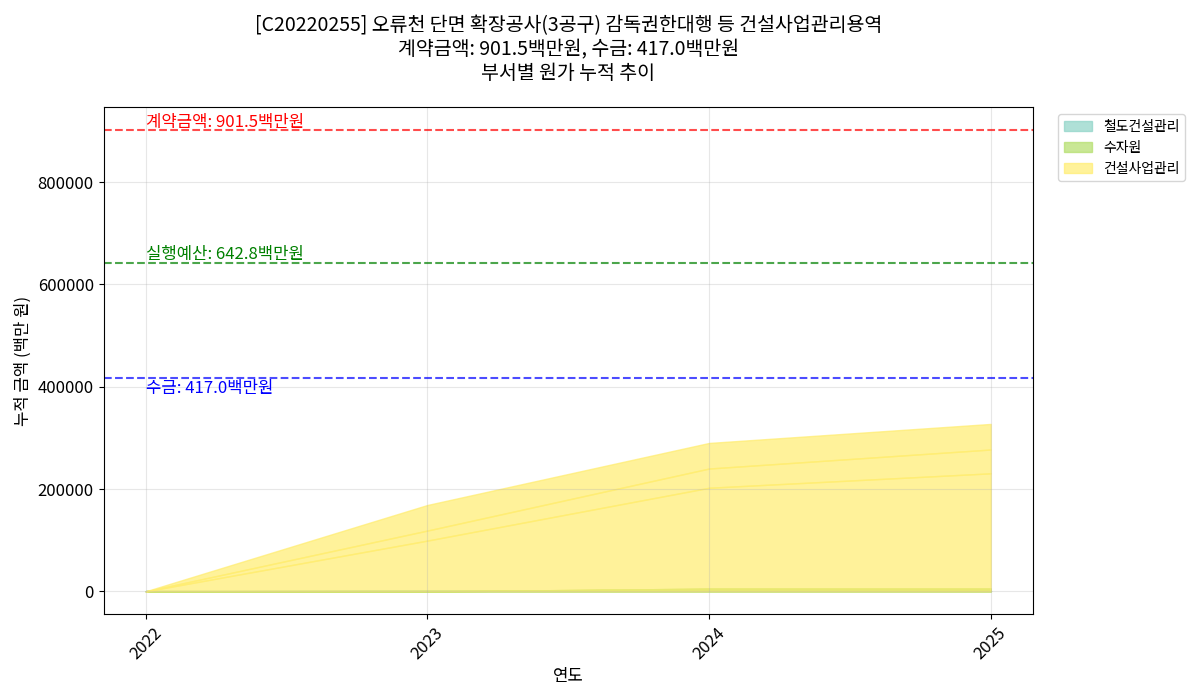 [C20220255] 오류천 단면 확장공사(3공구) 감독권한대행 등 건설사업관리용역
계약금액: 901.5백만원, 수금: 417.0백만원
부서별 원가 누적 추이
계약금액: 901.5백만원
실행예산: 642.8백만원
수금: 417.0백만원
철도건설관리
수자원
건설사업관리
누적 금액 (백만 원)
800000
600000
400000
200000
0
2022
2023
2024
2025
연도